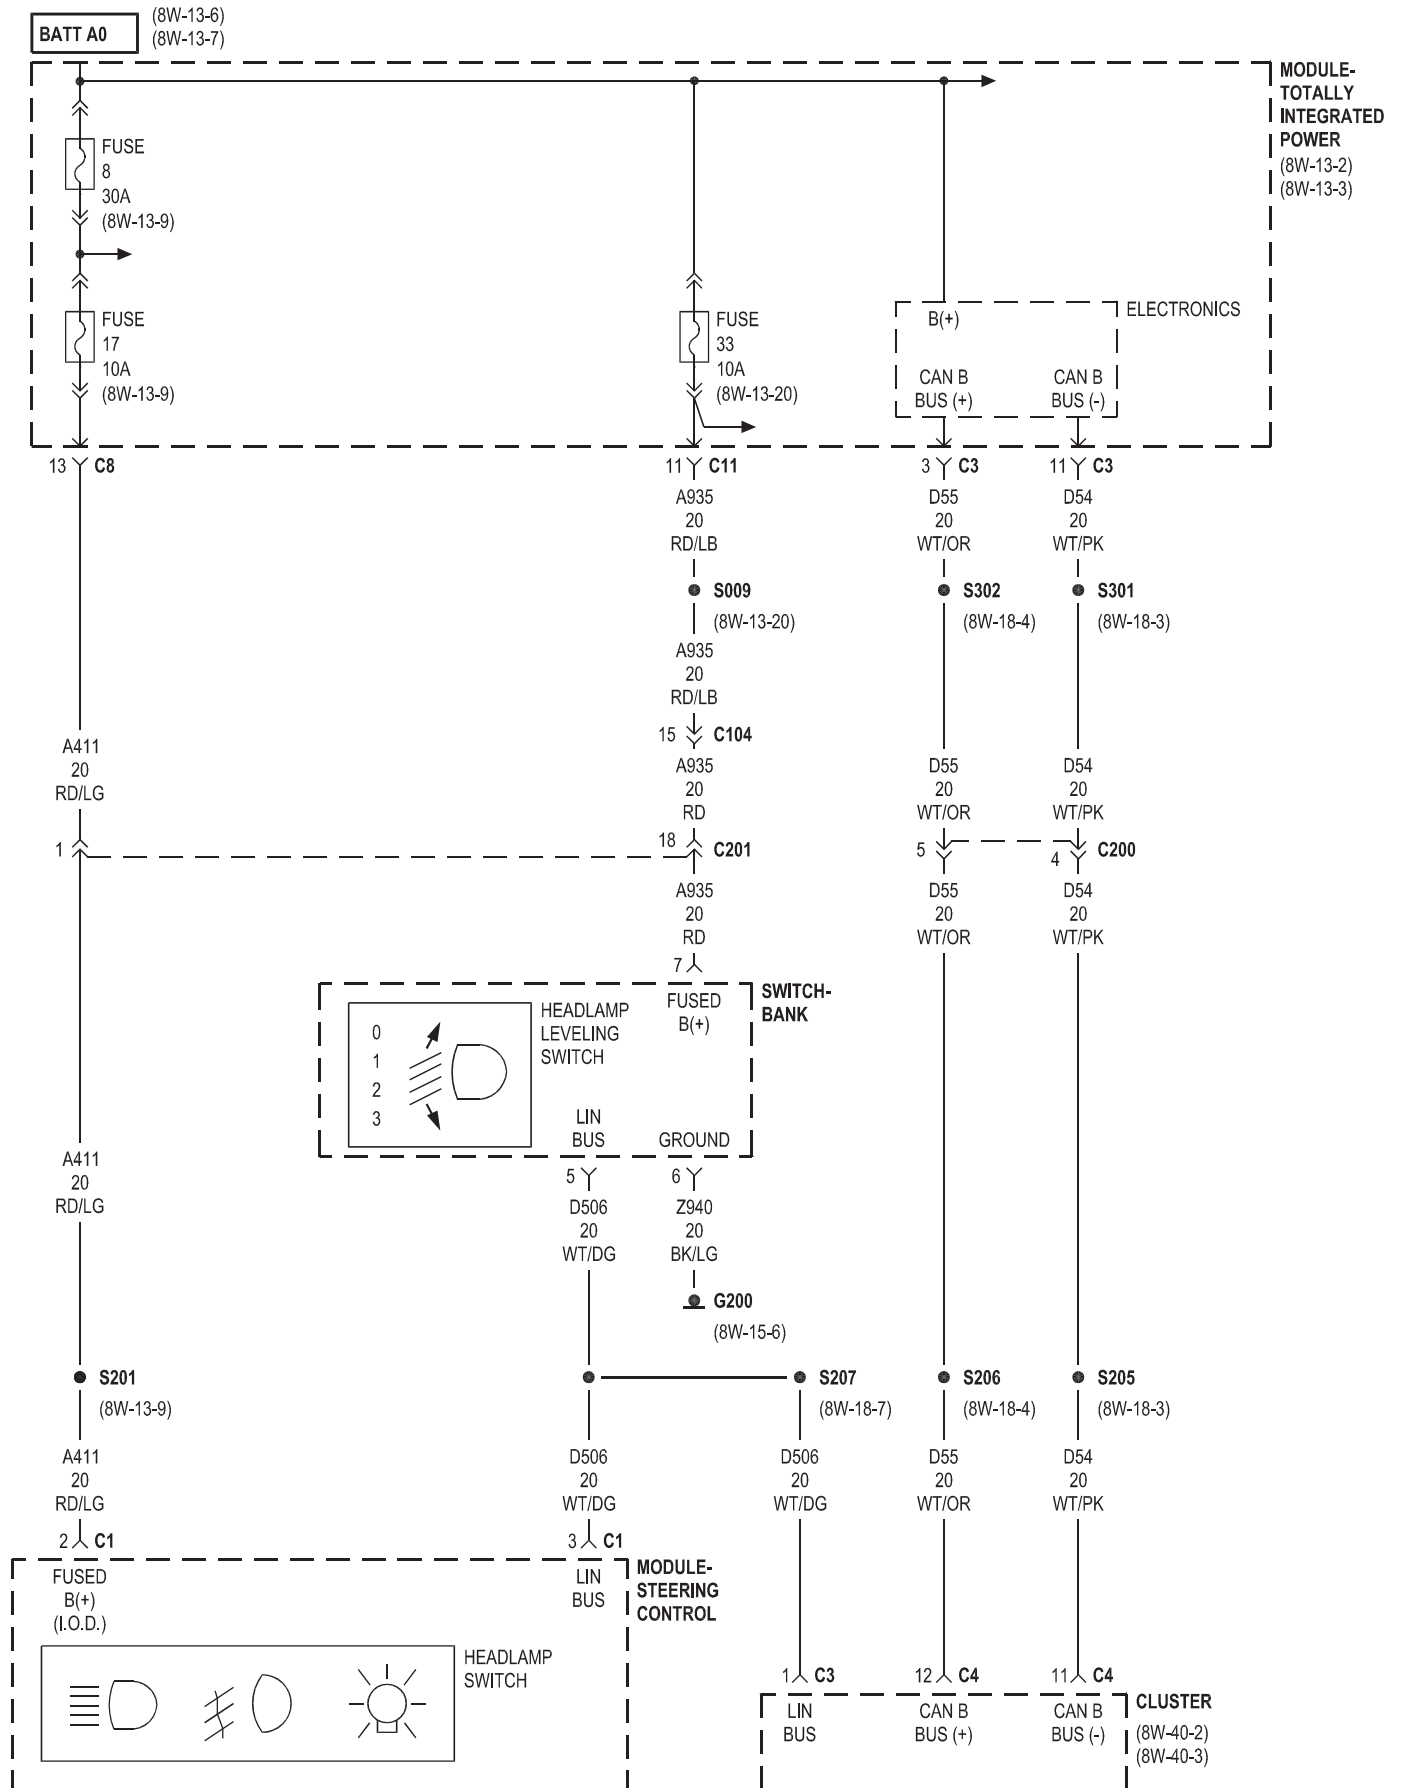 BATT A0
(8W-13-6)
(8W-13-7)
MODULE-
TOTALLY
INTEGRATED
POWER
(8W-13-2)
(8W-13-3)
FUSE
8
30A
(8W-13-9)
FUSE
17
10A
(8W-13-9)
FUSE
33
10A
(8W-13-20)
ELECTRONICS
B(+)
CAN B
BUS (+)
CAN B
BUS (-)
13 C8
11 C11
3 C3
11 C3
A935
20
RD/LB
D55
20
WT/OR
D54
20
WT/PK
S009
(8W-13-20)
S302
(8W-18-4)
S301
(8W-18-3)
A935
20
RD/LB
15 C104
A411
20
RD/LG
A935
20
RD
D55
20
WT/OR
D54
20
WT/PK
1
18
C201
5
4
C200
A935
20
RD
D55
20
WT/OR
D54
20
WT/PK
7
SWITCH-
BANK
HEADLAMP
LEVELING
SWITCH
FUSED
B(+)
0
1
2
3
LIN
BUS
GROUND
A411
20
RD/LG
5
6
D506
20
WT/DG
Z940
20
BK/LG
G200
(8W-15-6)
S201
(8W-13-9)
S207
(8W-18-7)
S206
(8W-18-4)
S205
(8W-18-3)
A411
20
RD/LG
D506
20
WT/DG
D506
20
WT/DG
D55
20
WT/OR
D54
20
WT/PK
2 C1
3 C1
MODULE-
STEERING
CONTROL
FUSED
B(+)
(I.O.D.)
LIN
BUS
HEADLAMP
SWITCH
1 C3
12 C4
11 C4
CLUSTER
(8W-40-2)
(8W-40-3)
LIN
BUS
CAN B
BUS (+)
CAN B
BUS (-)